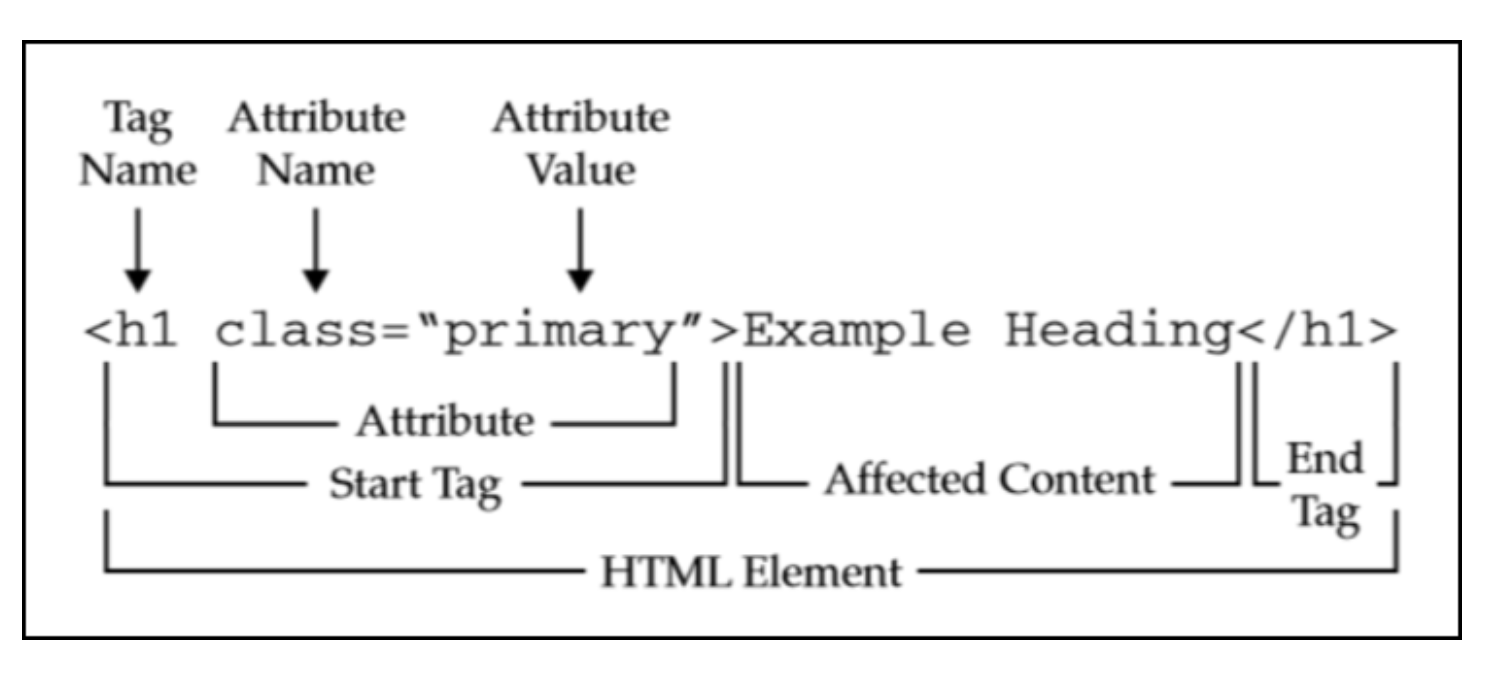 Tag Attribute Attribute
Name Name Value
<h1 class=“primary”>Example Heading</h1>
Attribute
Start Tag
Affected Content
End
Tag
HTML Element